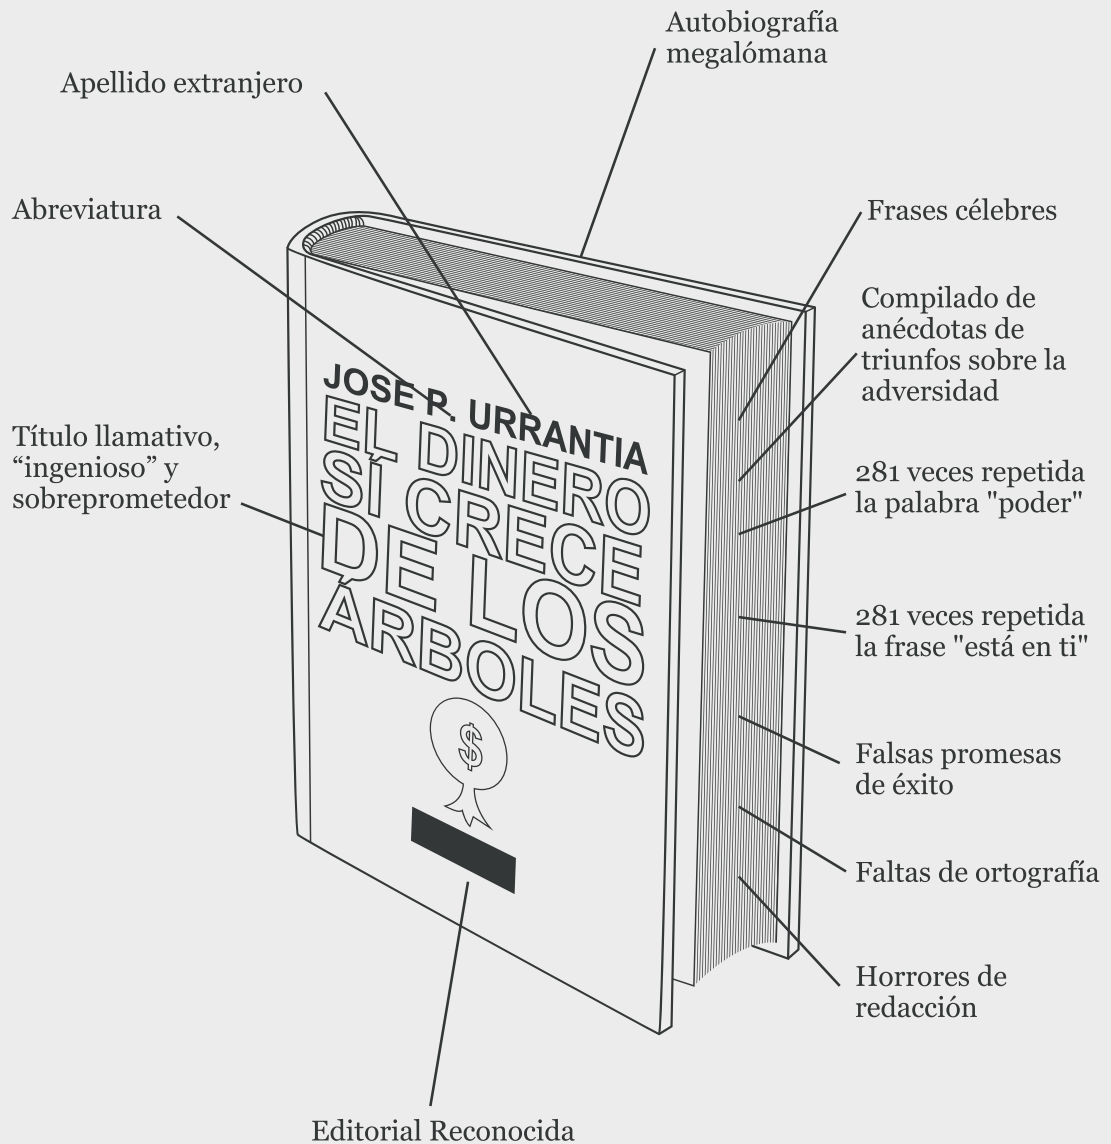 Autobiografía
megalómana
Apellido extranjero
Abreviatura
Frases célebres
Compilado de
anécdotas de
triunfos sobre la
adversidad
JOSE P. URRANTIA
EL DINERO
SÍ CRECE
DE LOS
ÁRBOLES
$
Título llamativo,
“ingenioso” y
sobreprometedor
281 veces repetida
la palabra "poder"
281 veces repetida
la frase "está en ti"
Falsas promesas
de éxito
Faltas de ortografía
Horrores de
redacción
Editorial Reconocida